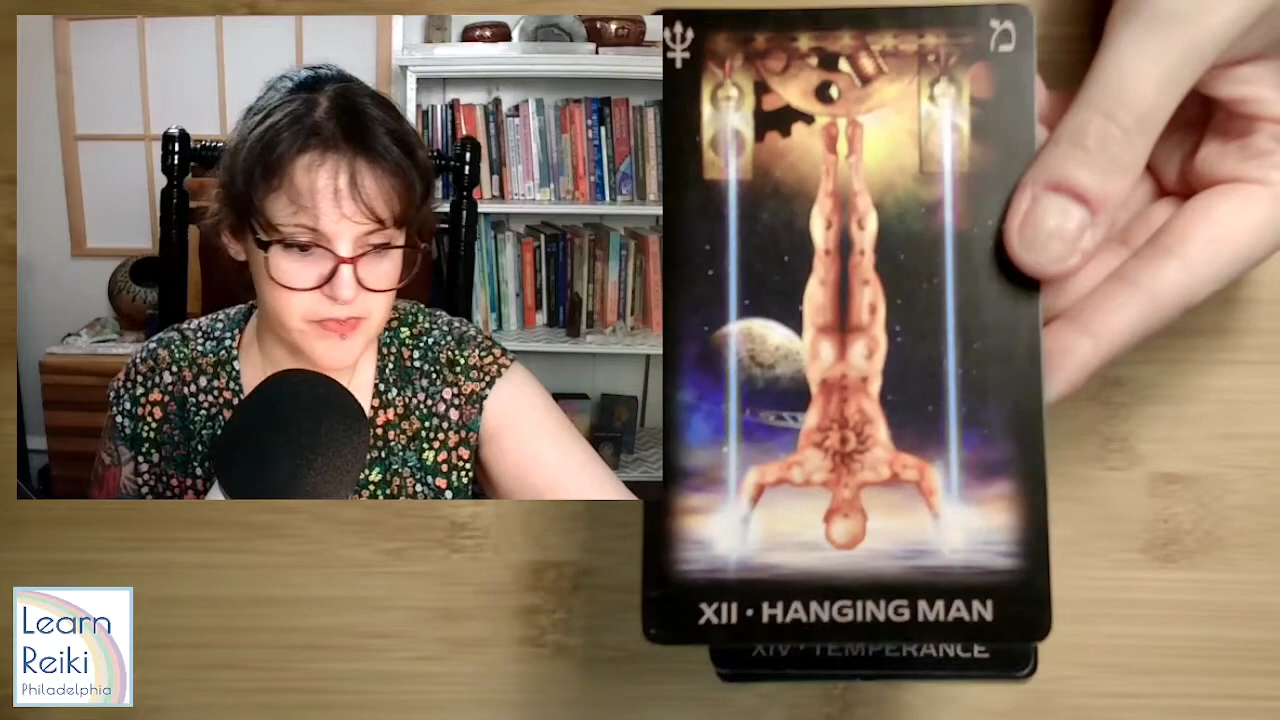 ♆ מ
XII · HANGING MAN
XIV · TEMPERANCE
Learn
Reiki
Philadelphia